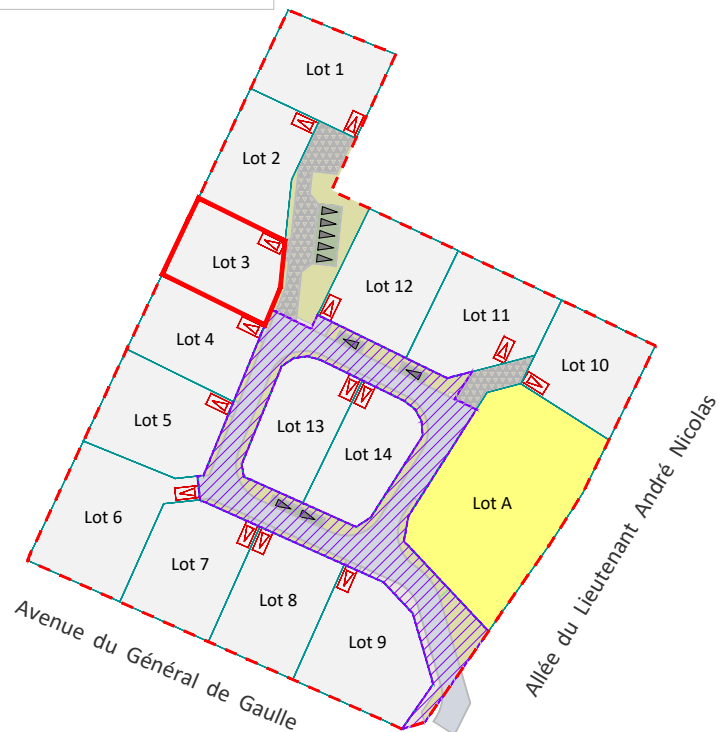 Lot 1
Lot 2
Lot 3
Lot 12
Lot 11
Lot 4
Lot 10
Lot 5
Lot 13
Lot 14
Lot A
Lot 6
Lot 7
Lot 8
Lot 9
Avenue du Général de Gaulle
Allée du Lieutenant André Nicolas